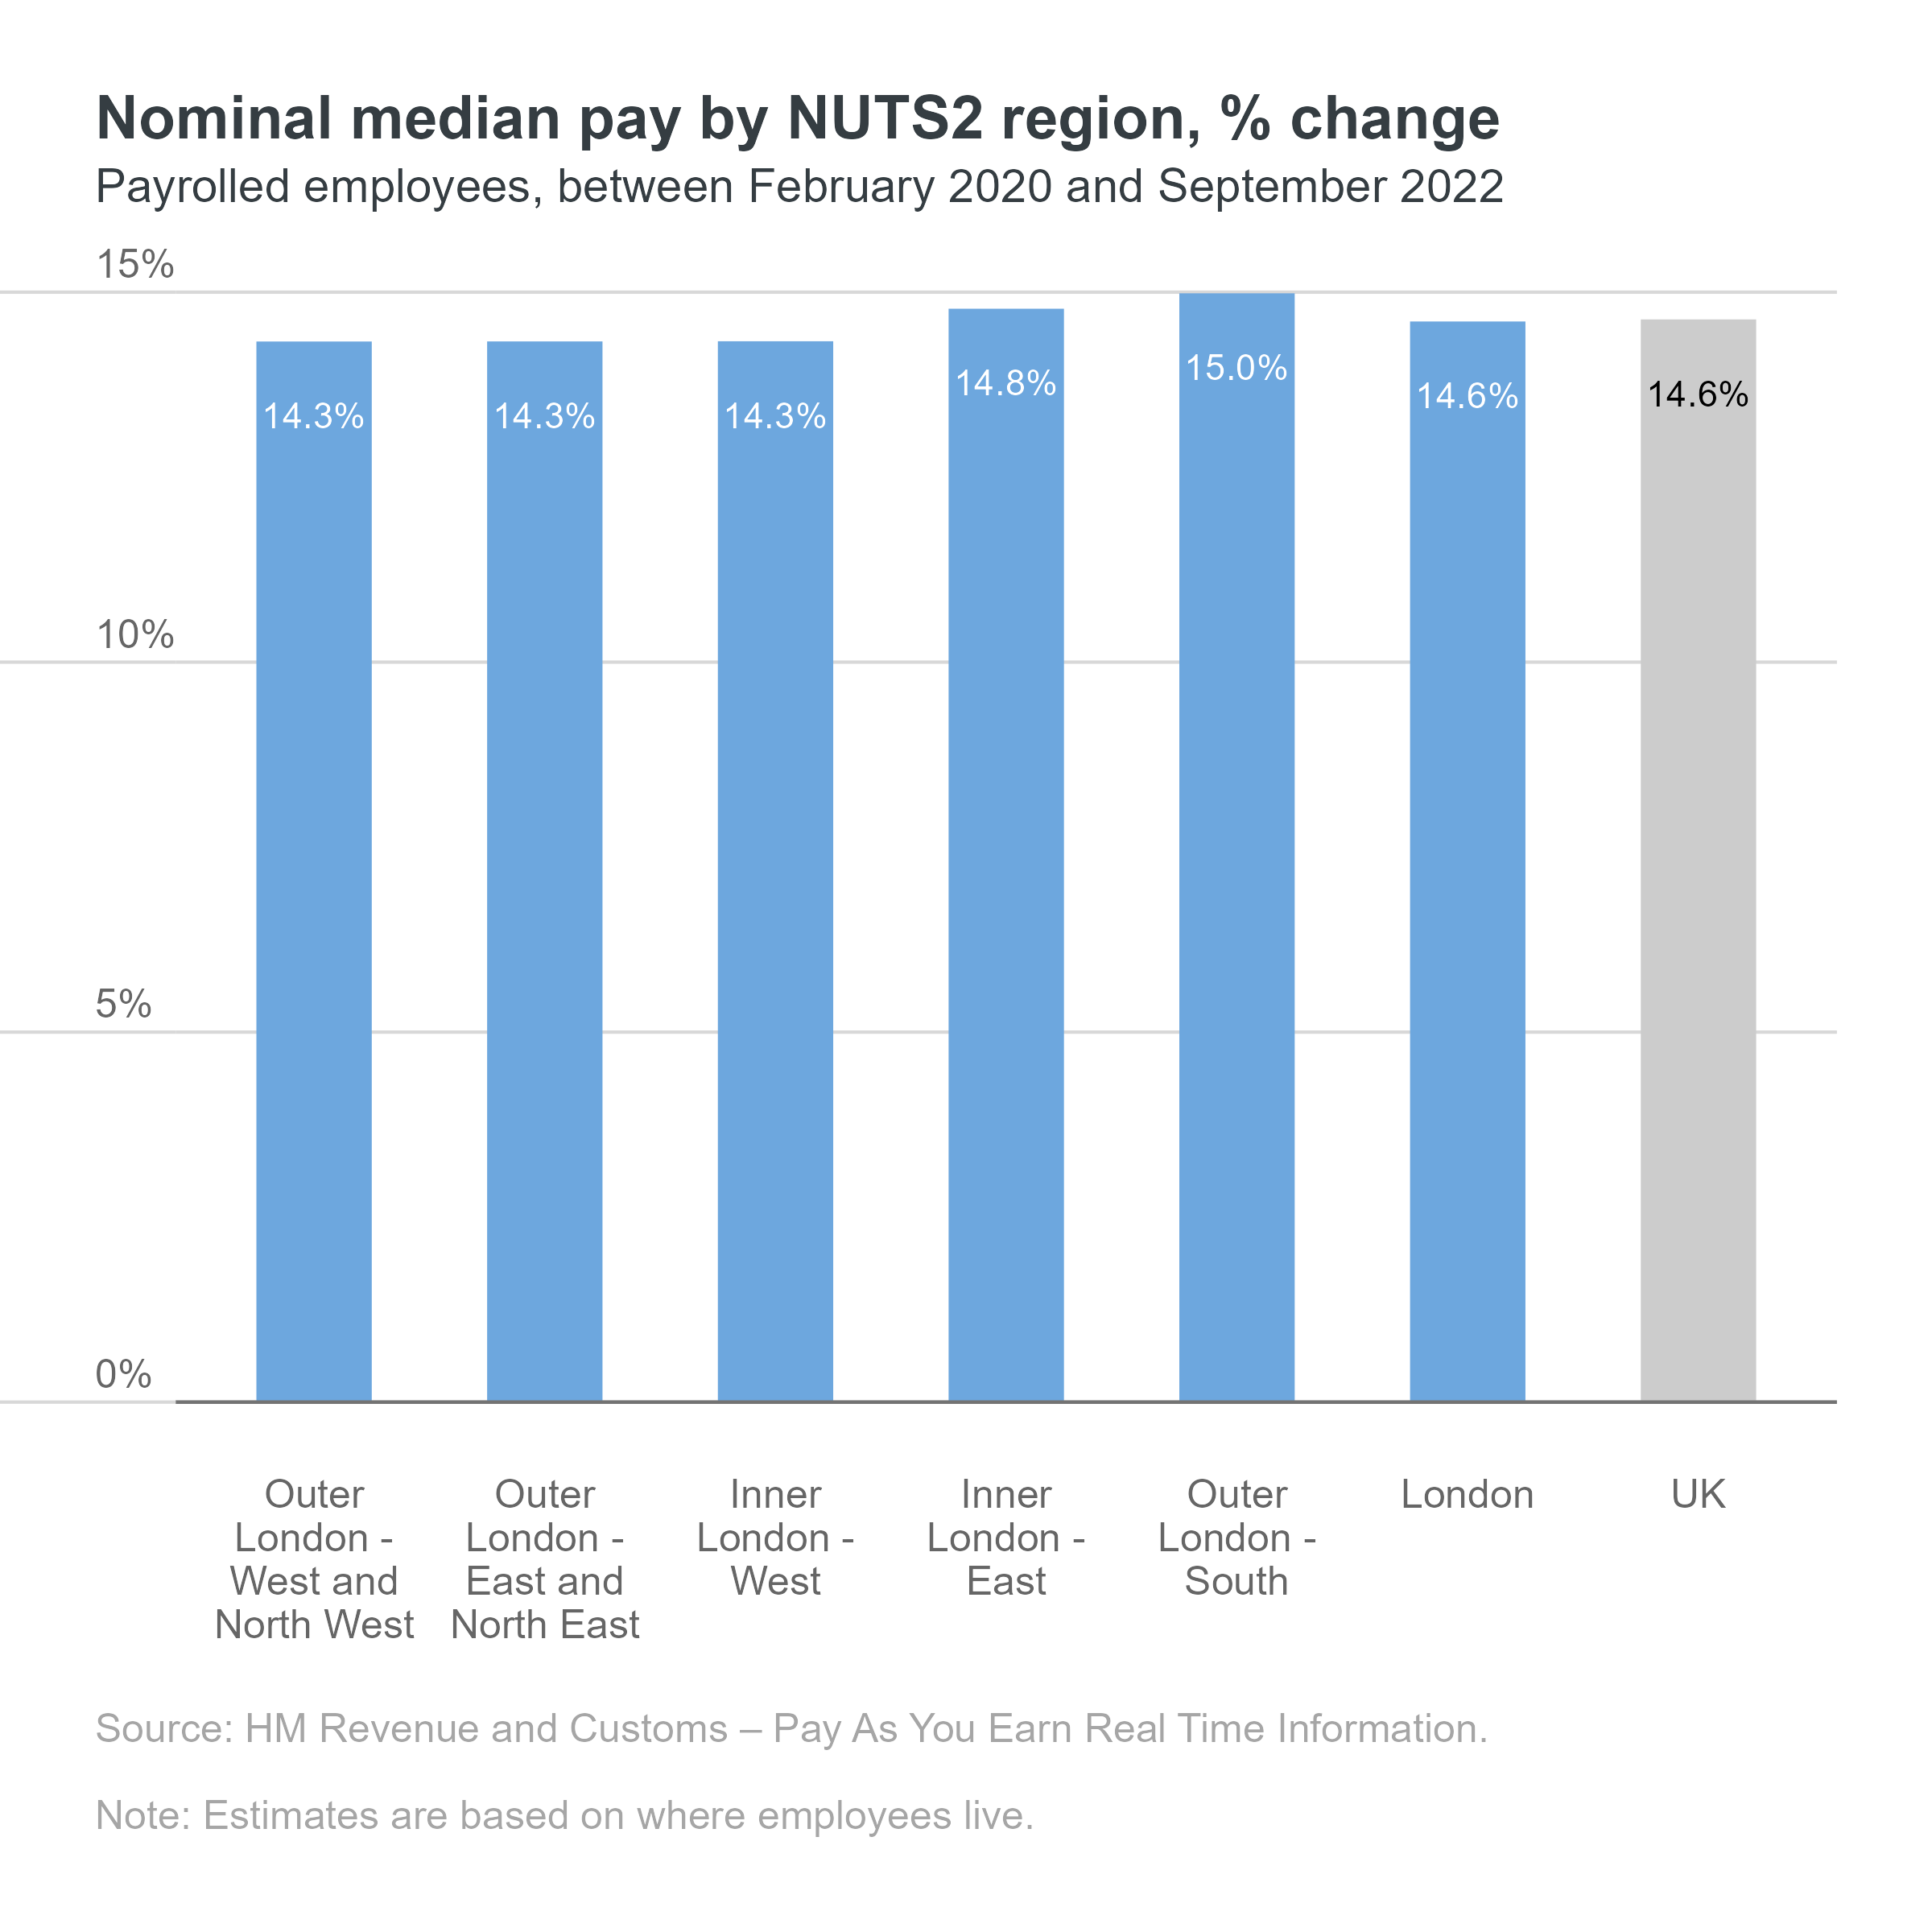 Nominal median pay by NUTS2 region, % change
Payrolled employees, between February 2020 and September 2022
15%
10%
5%
0%
14.3%
14.3%
14.3%
14.8%
15.0%
14.6%
14.6%
Outer
London -
West and
North West
Outer
London -
East and
North East
Inner
London -
West
Inner
London -
East
Outer
London -
South
London
UK
Source: HM Revenue and Customs – Pay As You Earn Real Time Information.
Note: Estimates are based on where employees live.